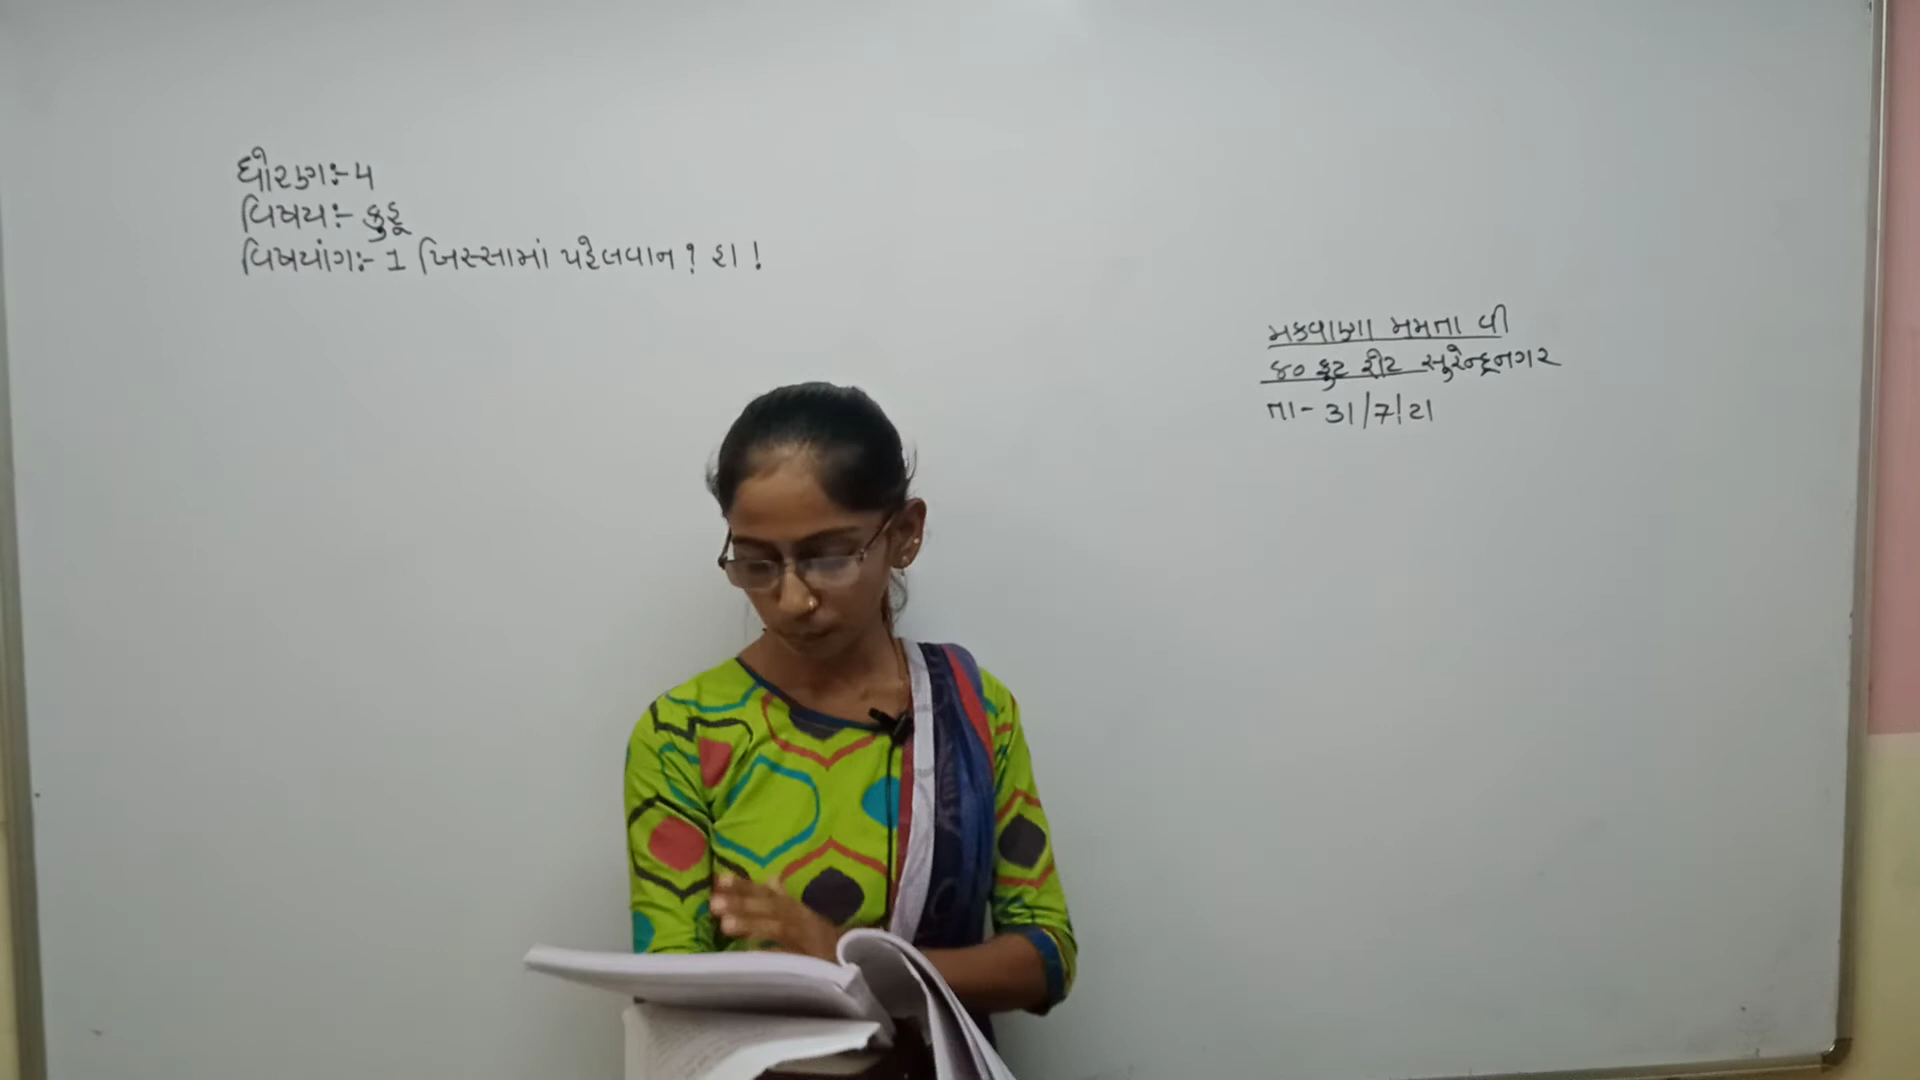 ધોરણઃ- ૫
વિષયઃ- કુહૂ
વિષયાંગઃ- 1 ખિસ્સામાં પહેલવાન ? હા !
મકવાણા મમતા વી
૪૦ ફુટ રીટ સુરેન્દ્રનગર
તા - 31/7/21